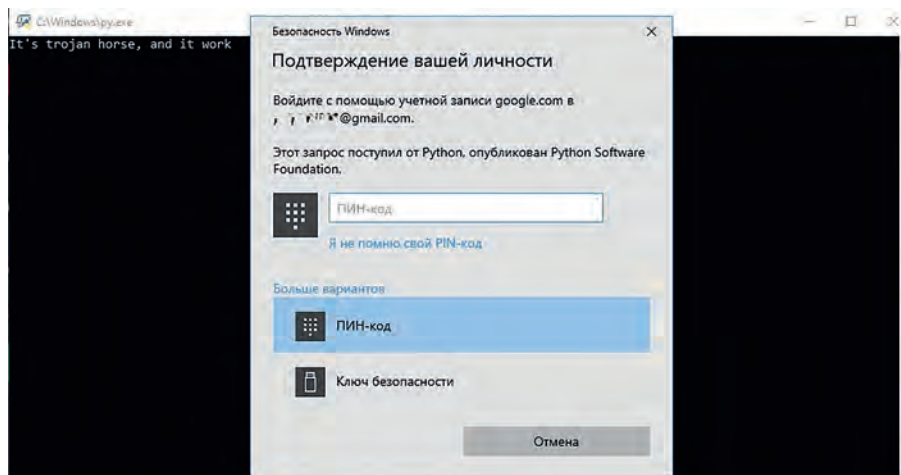 C:\Windows\py.exe
It's trojan horse, and it work
Безопасность Windows
Подтверждение вашей личности
Войдите с помощью учетной записи google.com в
@gmail.com.
Этот запрос поступил от Python, опубликован Python Software
Foundation.
ПИН-код
Я не помню свой PIN-код
Больше вариантов
ПИН-код
Ключ безопасности
Отмена